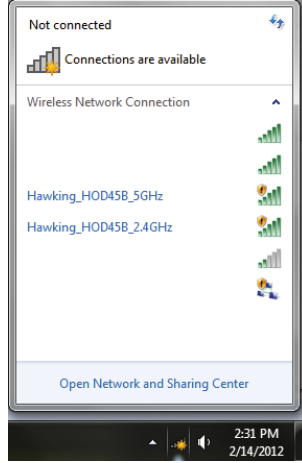 Not connected
Connections are available
Wireless Network Connection
Hawking_HOD45B_5GHz
Hawking_HOD45B_2.4GHz
Open Network and Sharing Center
2:31 PM
2/14/2012